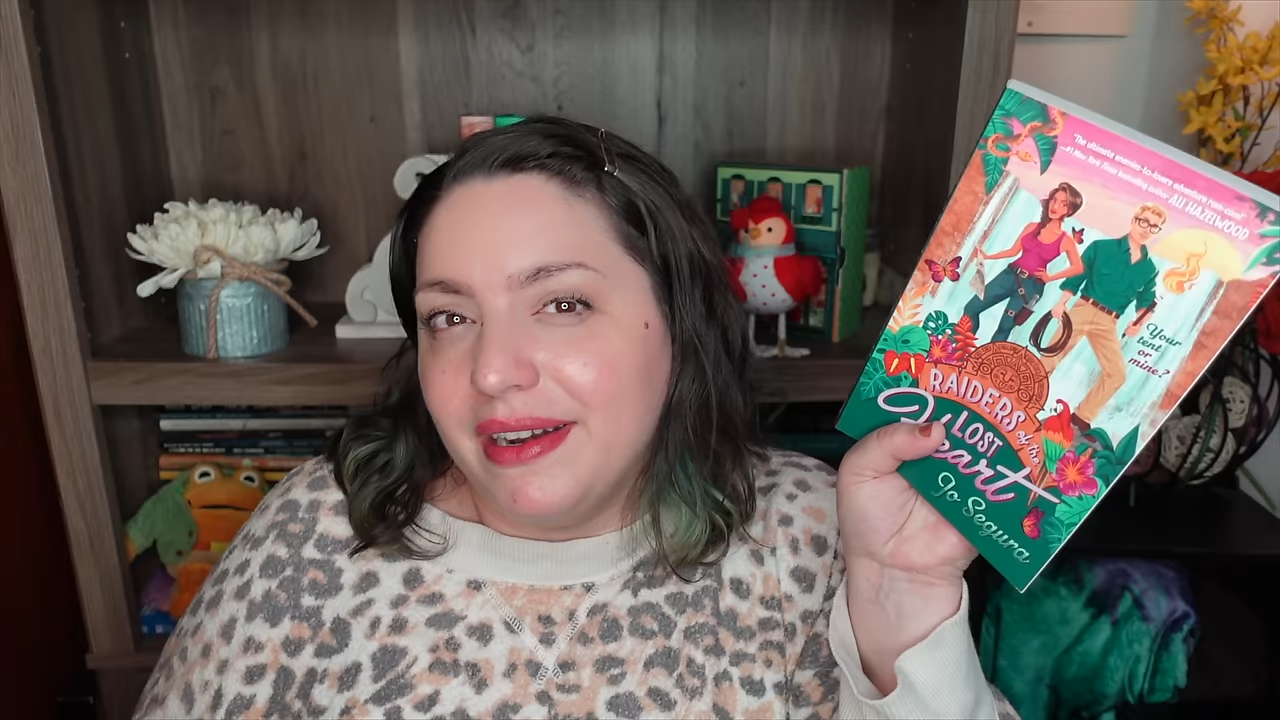 "The ultimate enemies-to-lovers adventure rom-com!"
—#1 New York Times bestselling author ALI HAZELWOOD
Your
tent
or
mine?
RAIDERS of the
LOST
Heart
Jo Segura